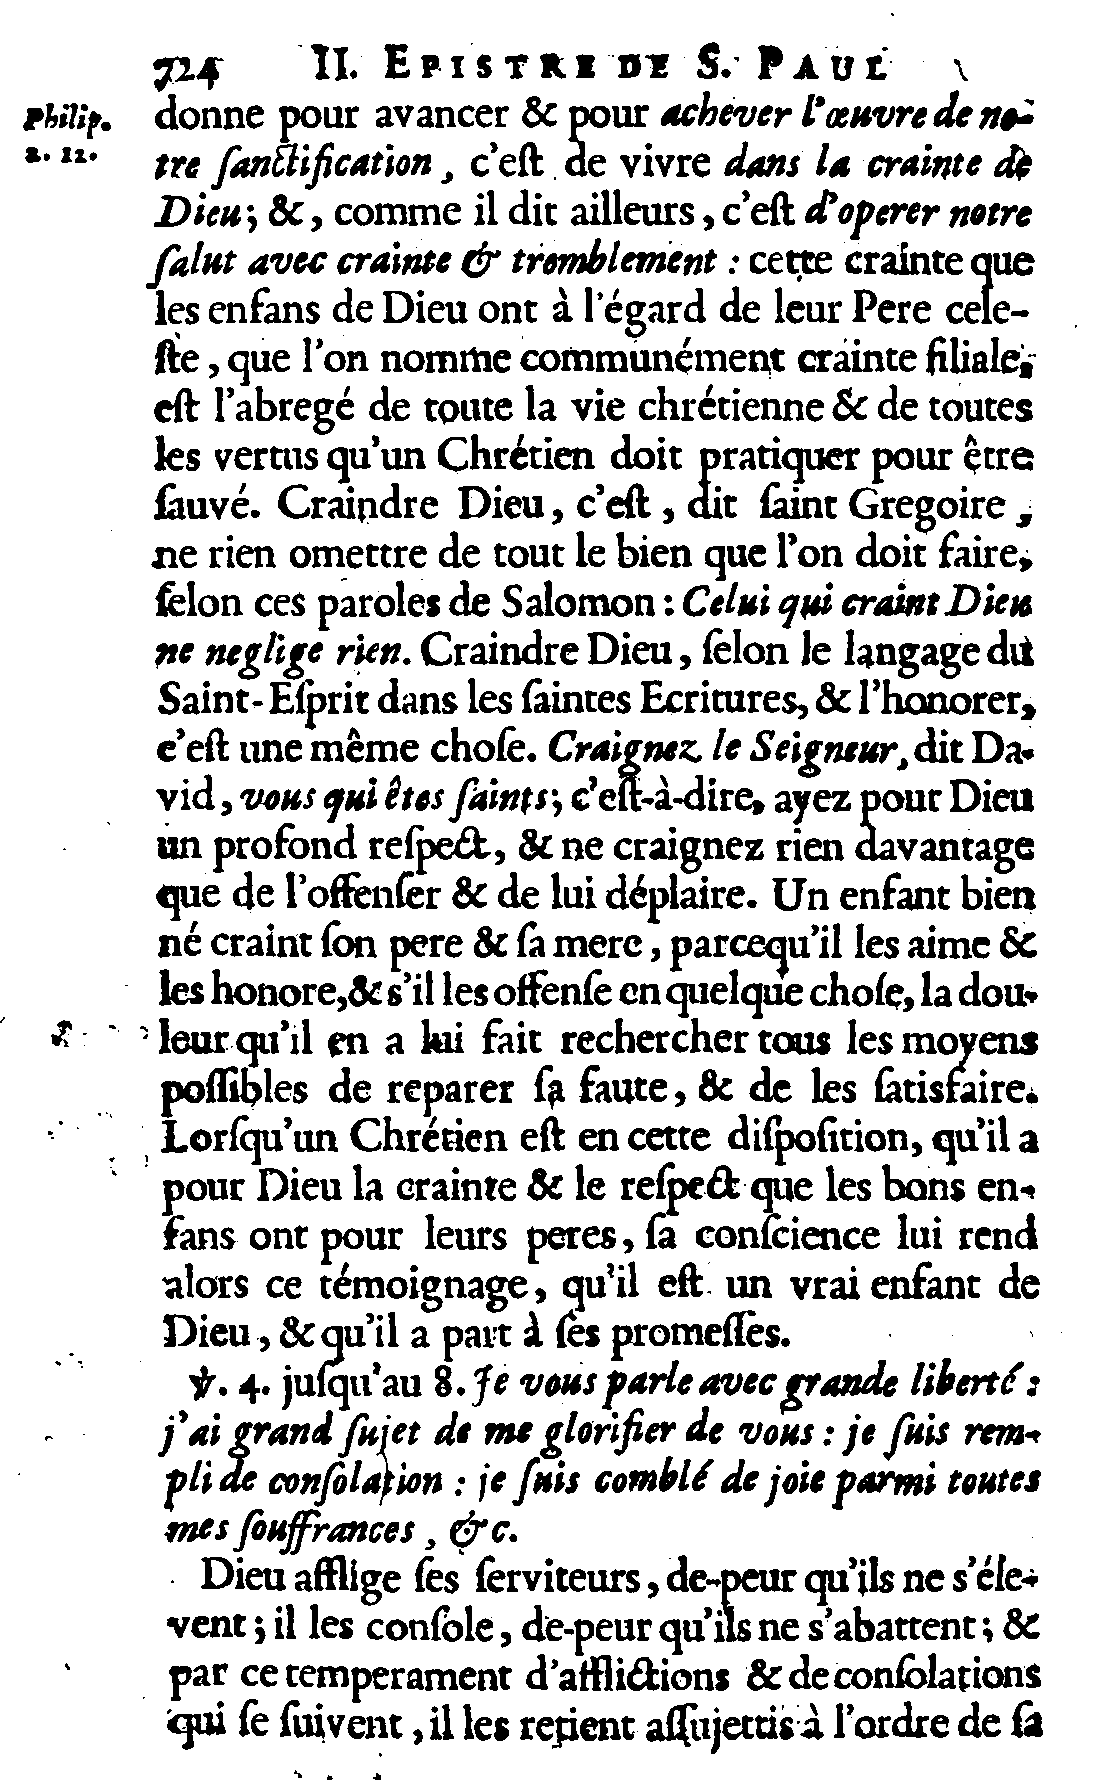 724 II. EPISTRE DE S. PAUL
Philip.
2. 12.
donne pour avancer & pour achever l'œuvre de no-
tre ſanctification, c'eſt de vivre dans la crainte de
Dieu; &, comme il dit ailleurs, c'eſt d'operer notre
ſalut avec crainte & tremblement : cette crainte que
les enfans de Dieu ont à l'égard de leur Pere cele-
ſte, que l'on nomme communément crainte filiale,
eſt l'abregé de toute la vie chrétienne & de toutes
les vertus qu'un Chrétien doit pratiquer pour être
ſauvé. Craindre Dieu, c'eſt, dit ſaint Gregoire,
ne rien omettre de tout le bien que l'on doit faire,
ſelon ces paroles de Salomon : Celui qui craint Dieu
ne neglige rien. Craindre Dieu, ſelon le langage du
Saint-Eſprit dans les ſaintes Ecritures, & l'honorer,
c'eſt une même choſe. Craignez le Seigneur, dit Da-
vid, vous qui êtes ſaints; c'eſt-à-dire, ayez pour Dieu
un profond reſpect, & ne craignez rien davantage
que de l'offenſer & de lui déplaire. Un enfant bien
né craint ſon pere & ſa mere, parcequ'il les aime &
les honore, & s'il les offenſe en quelque choſe, la dou-
leur qu'il en a lui fait rechercher tous les moyens
poſſibles de reparer ſa faute, & de les ſatisfaire.
Lorſqu'un Chrétien eſt en cette diſpoſition, qu'il a
pour Dieu la crainte & le reſpect que les bons en-
fans ont pour leurs peres, ſa conſcience lui rend
alors ce témoignage, qu'il eſt un vrai enfant de
Dieu, & qu'il a part à ſes promeſſes.
℣. 4. juſqu'au 8. Je vous parle avec grande liberté :
j'ai grand ſujet de me glorifier de vous : je ſuis rem-
pli de conſolation : je ſuis comblé de joie parmi toutes
mes ſouffrances, &c.
Dieu afflige ſes ſerviteurs, de-peur qu'ils ne s'éle-
vent; il les conſole, de-peur qu'ils ne s'abattent; &
par ce temperament d'afflictions & de conſolations
qui ſe ſuivent, il les retient aſſujettis à l'ordre de ſa